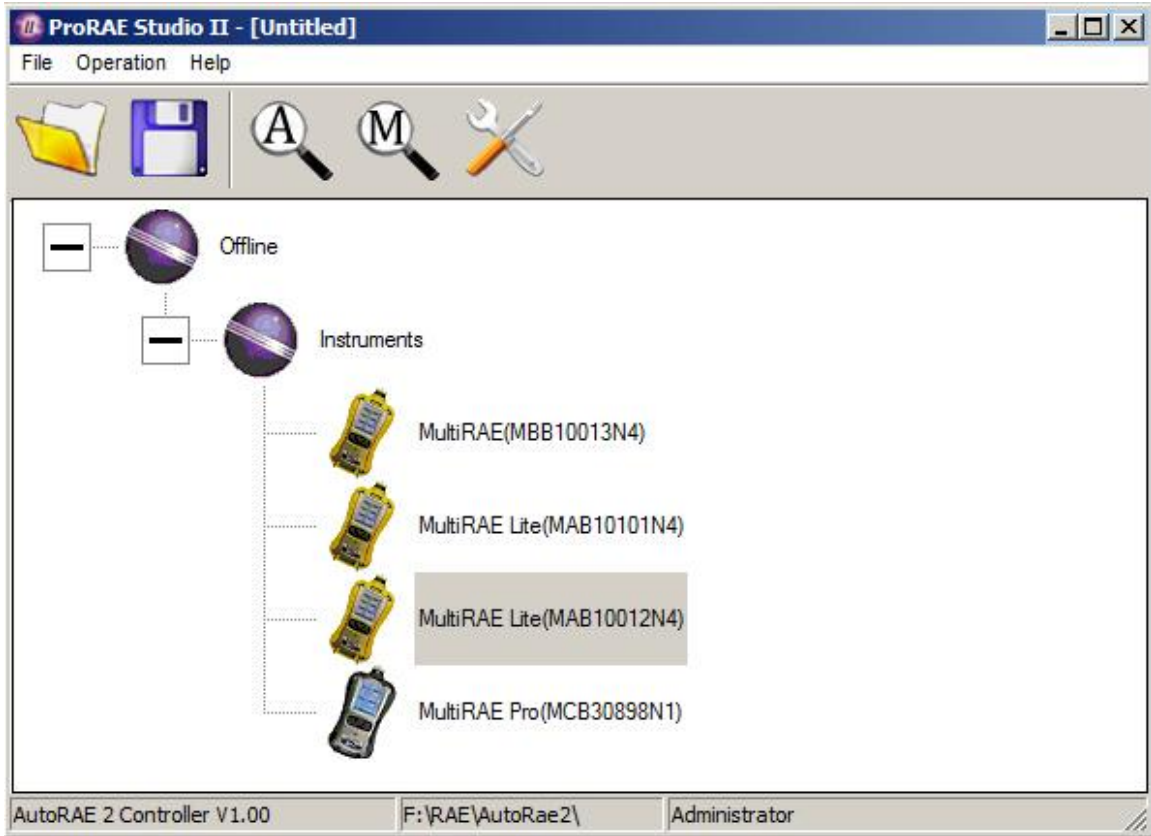 ProRAE Studio II - [Untitled]
File Operation Help
A M
Offline
Instruments
MultiRAE(MBB10013N4)
MultiRAE Lite(MAB10101N4)
MultiRAE Lite(MAB10012N4)
MultiRAE Pro(MCB30898N1)
AutoRAE 2 Controller V1.00 F:\RAE\AutoRae2\ Administrator